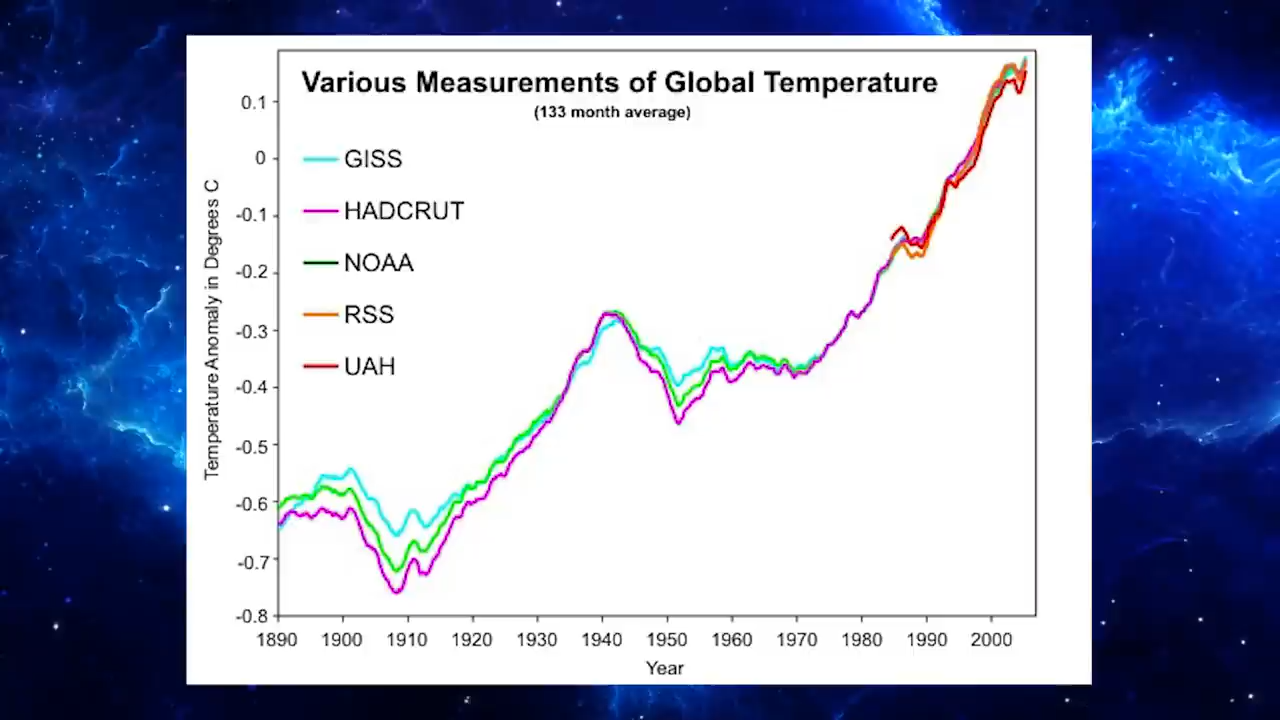 Various Measurements of Global Temperature
(133 month average)
GISS
HADCRUT
NOAA
RSS
UAH
Temperature Anomaly in Degrees C
0.1
0
-0.1
-0.2
-0.3
-0.4
-0.5
-0.6
-0.7
-0.8
1890 1900 1910 1920 1930 1940 1950 1960 1970 1980 1990 2000
Year